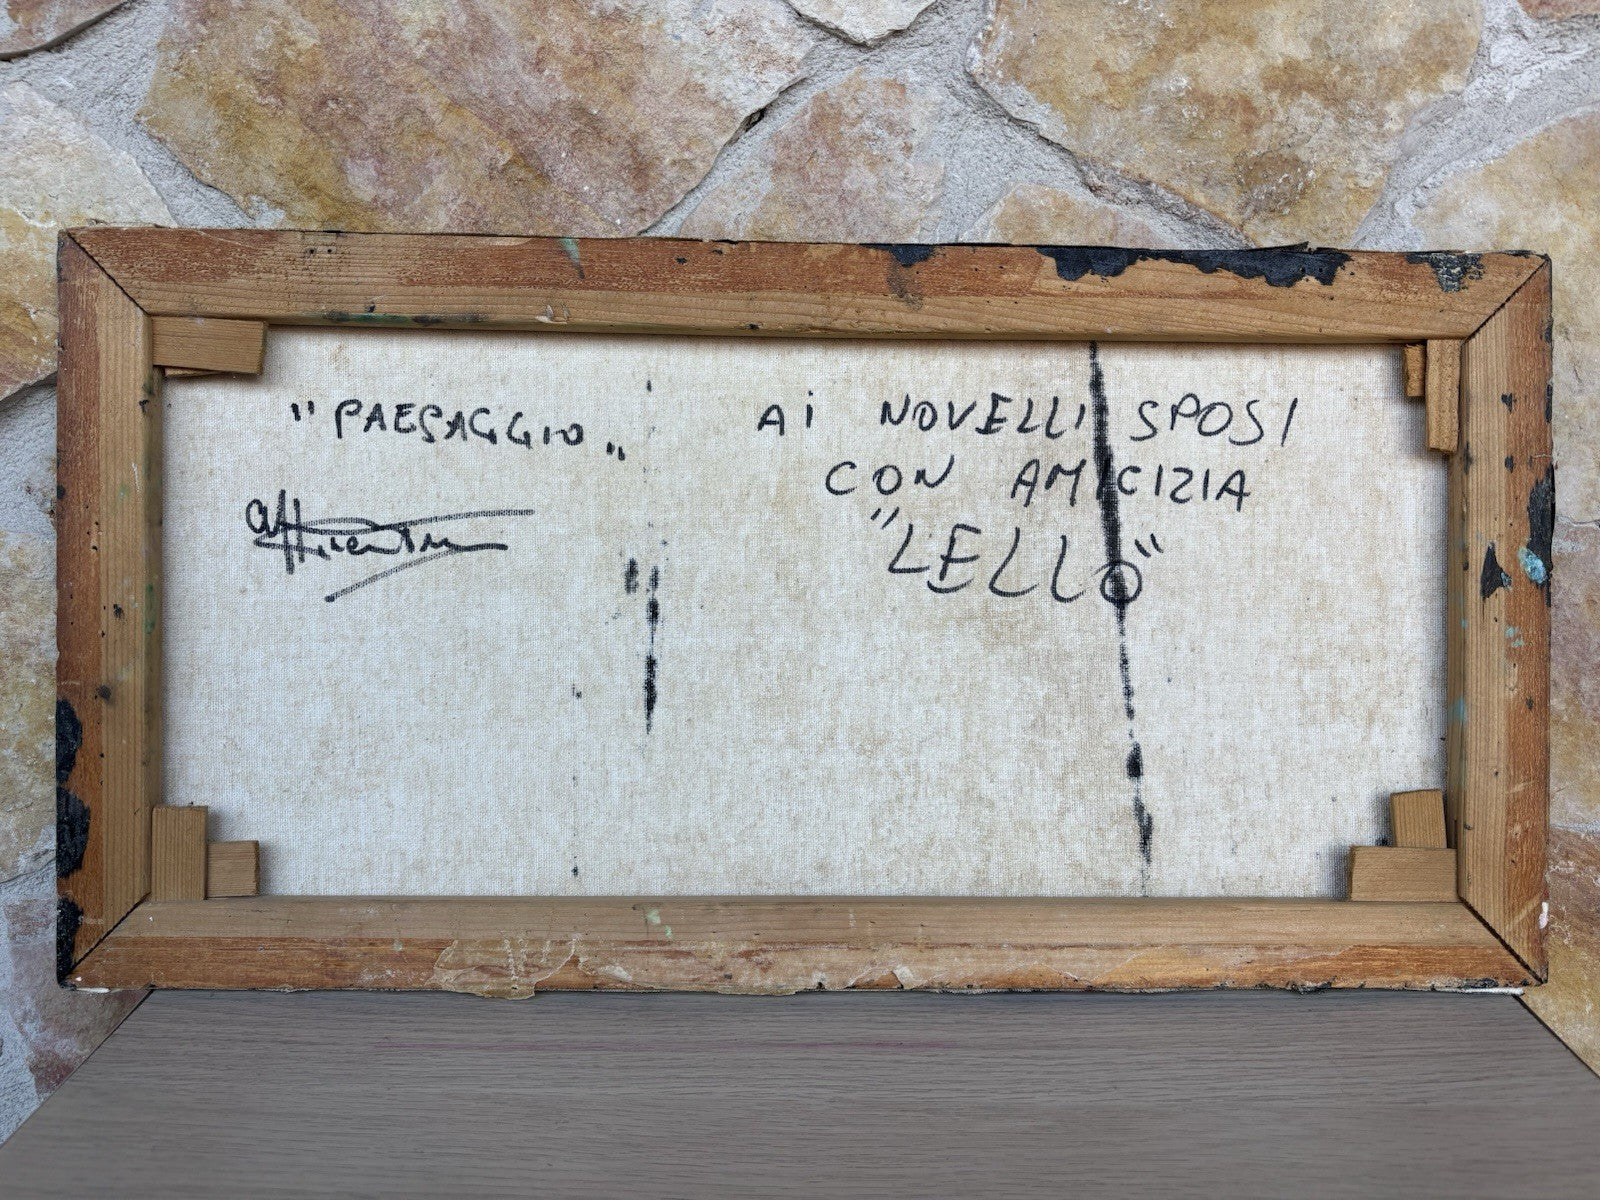 "PAESAGGIO„
AI NOVELLI SPOSI
CON AMICIZIA
"LELLO"